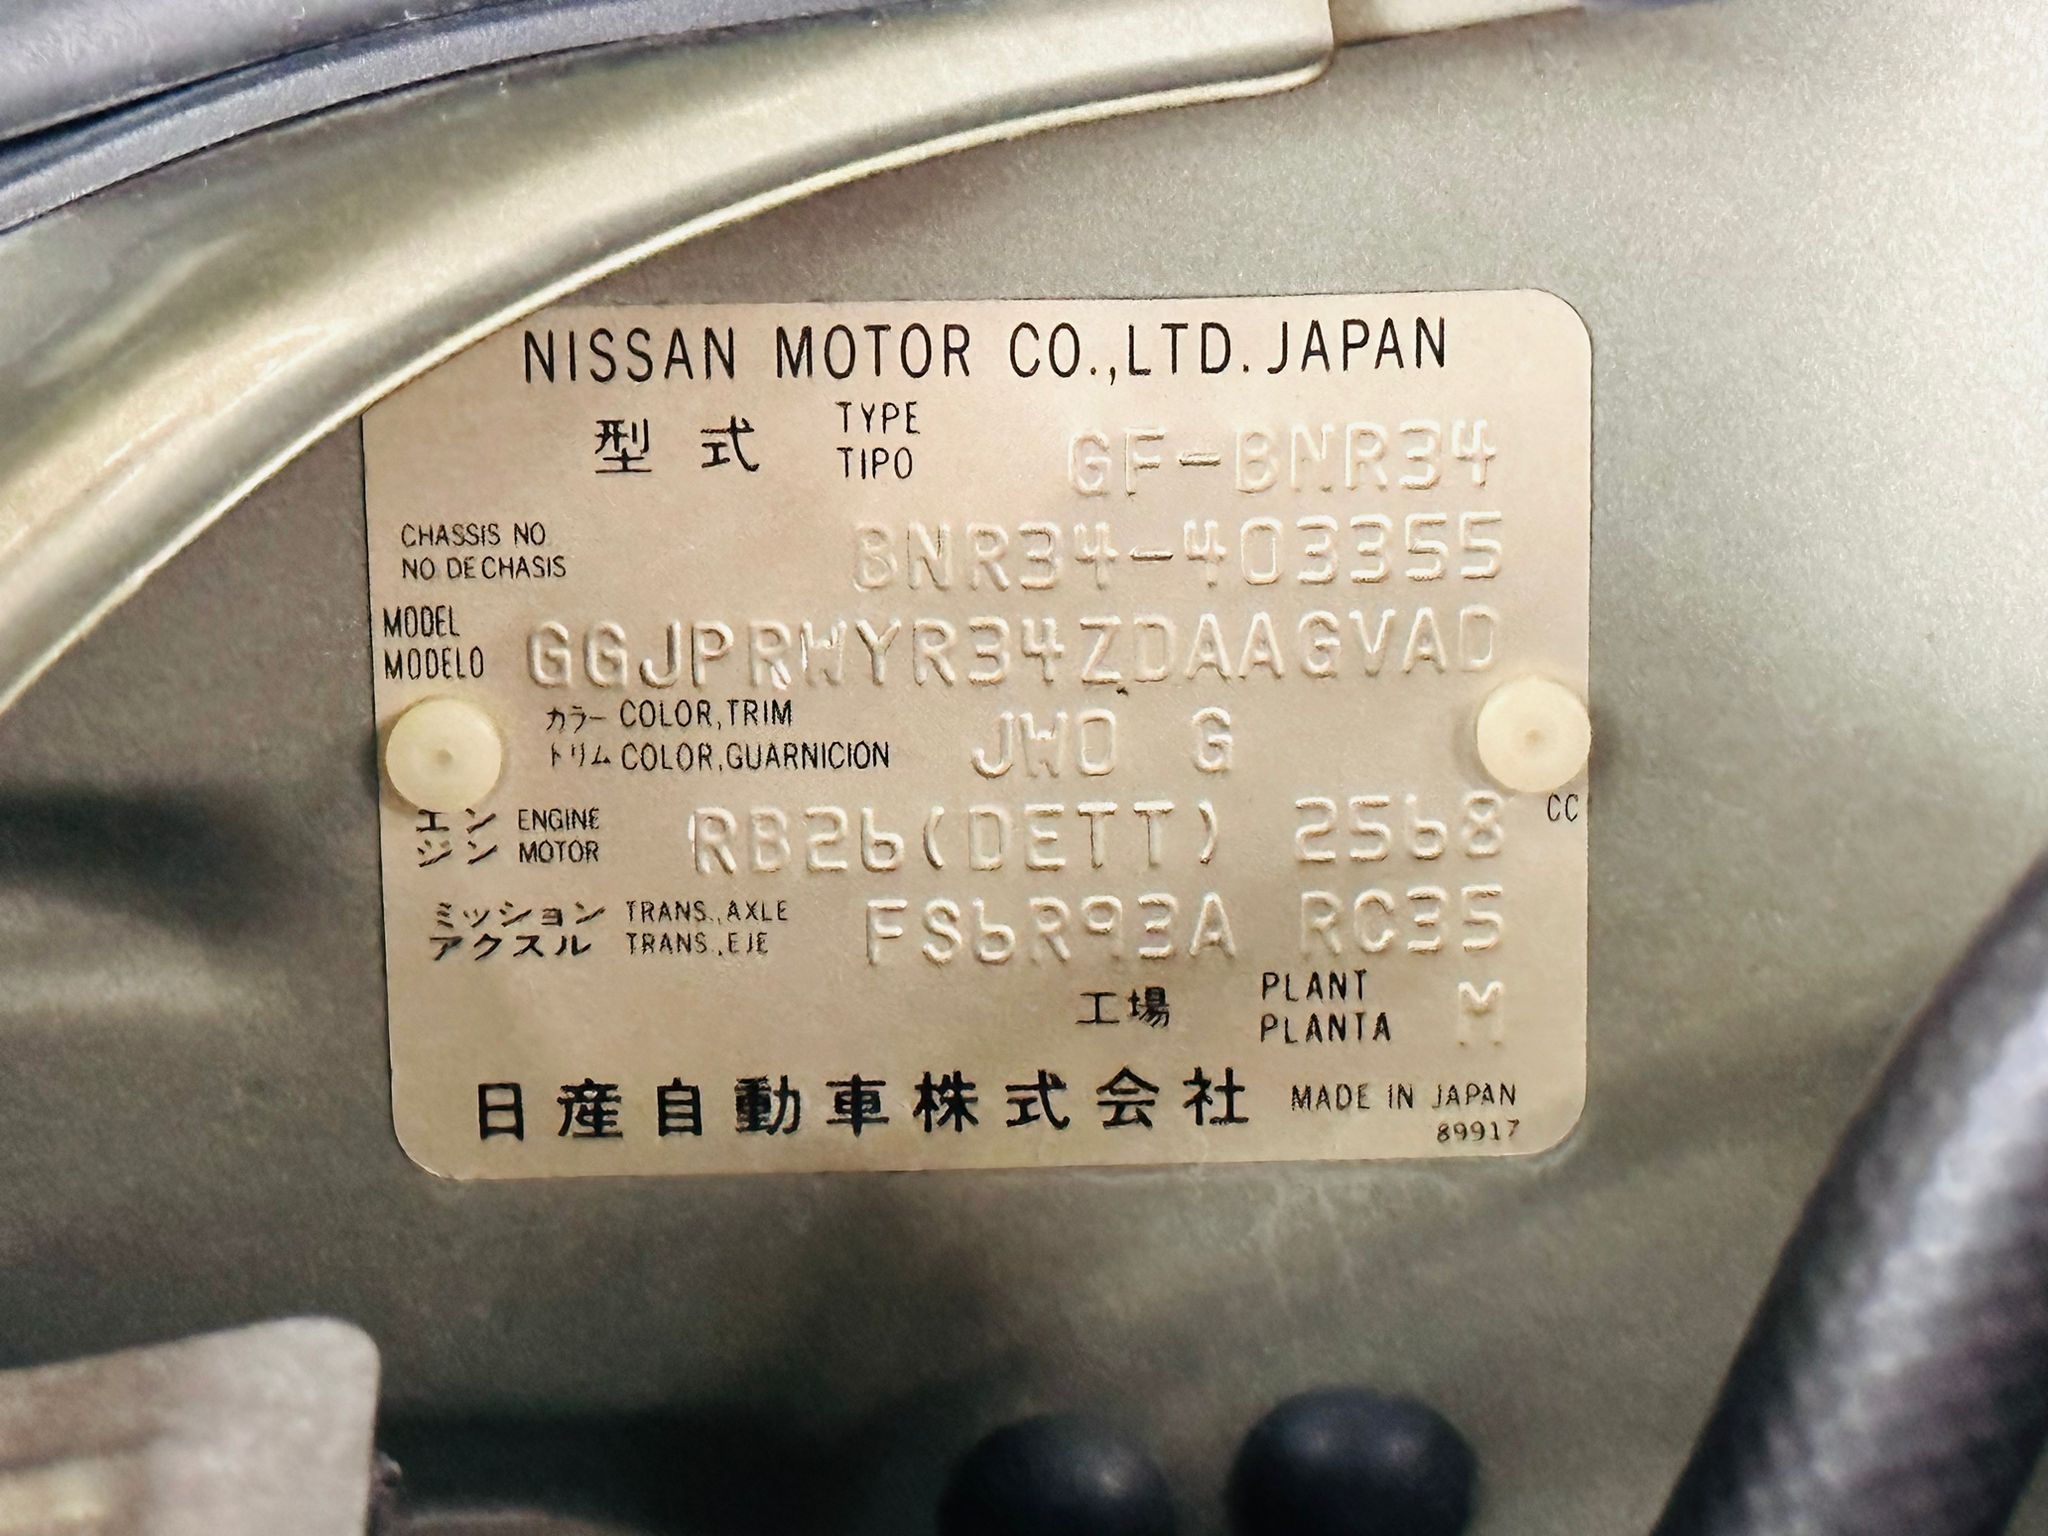 NISSAN MOTOR CO.,LTD. JAPAN
型式 TYPE TIPO GF-BNR34
CHASSIS NO
NO DE CHASIS BNR34-403355
MODEL
MODELO GGJPRWYR34ZDAAGVAD
カラー COLOR,TRIM
トリム COLOR,GUARNICION JW0 G
エン ENGINE
ジン MOTOR RB26(DETT) 2568 CC
ミッション TRANS.,AXLE
アクスル TRANS.,EJE FS6R93A RC35
工場 PLANT PLANTA M
日産自動車株式会社 MADE IN JAPAN
89917